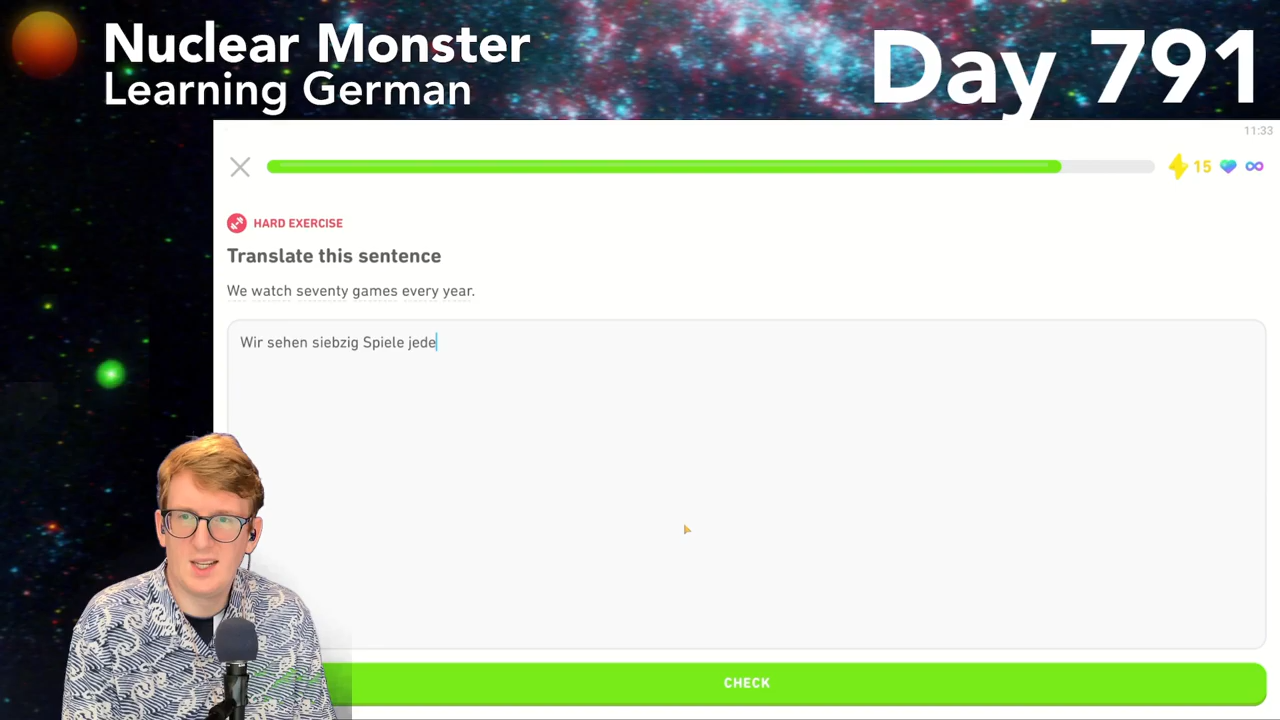 Nuclear Monster
Learning German
Day 791
11:33
15
HARD EXERCISE
Translate this sentence
We watch seventy games every year.
Wir sehen siebzig Spiele jede
CHECK